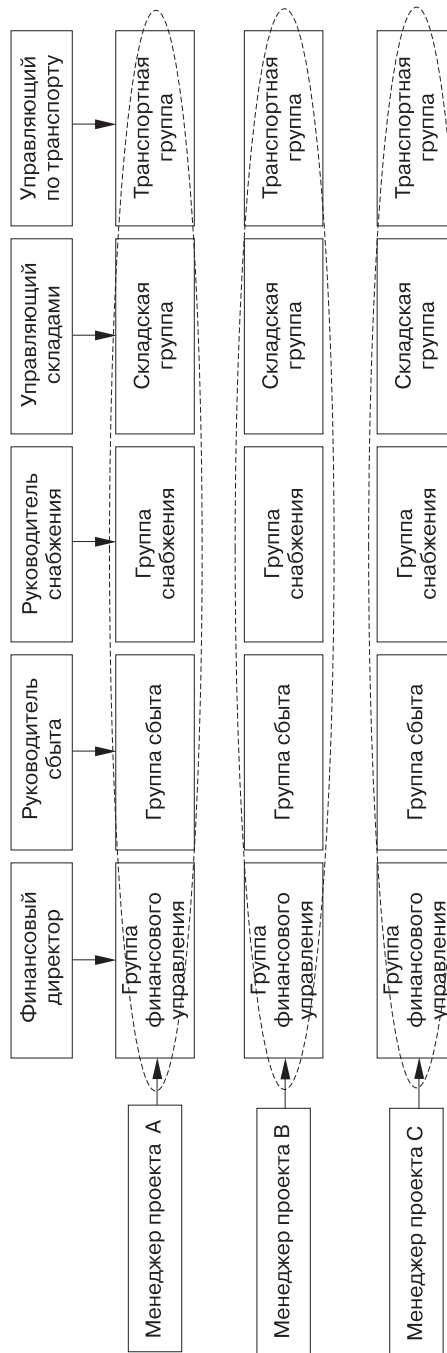 Финансовый
директор
Руководитель
сбыта
Руководитель
снабжения
Управляющий
складами
Управляющий
по транспорту
Менеджер проекта А
Группа
финансового
управления
Группа сбыта
Группа
снабжения
Складская
группа
Транспортная
группа
Менеджер проекта В
Группа
финансового
управления
Группа сбыта
Группа
снабжения
Складская
группа
Транспортная
группа
Менеджер проекта С
Группа
финансового
управления
Группа сбыта
Группа
снабжения
Складская
группа
Транспортная
группа